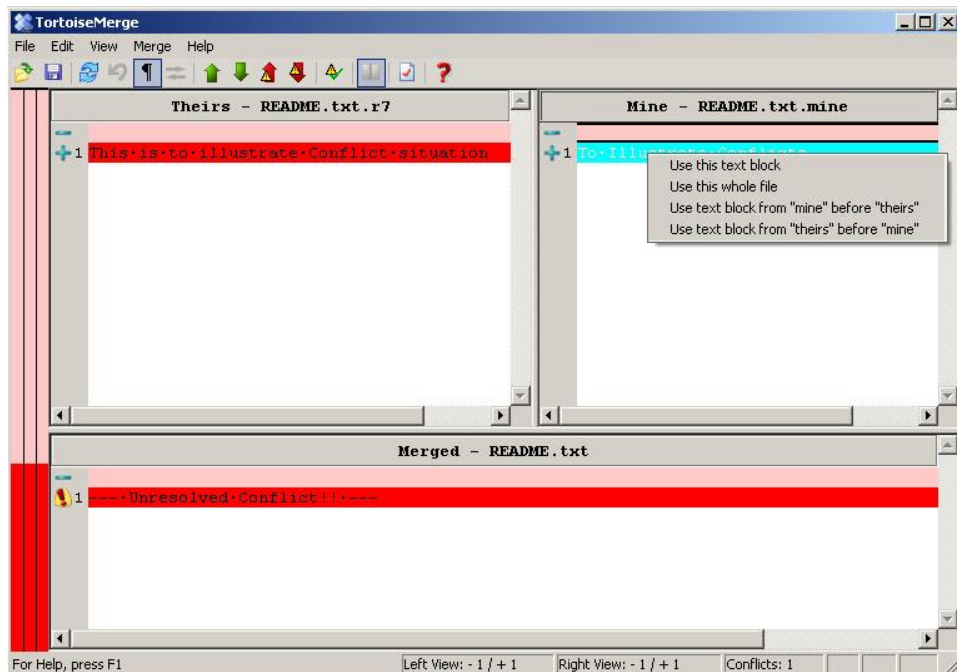 TortoiseMerge
File Edit View Merge Help
Theirs - README.txt.r7
Mine - README.txt.mine
1 This·is·to·illustrate·Conflict·situation
1 To·Illustrate·Conflicts
Use this text block
Use this whole file
Use text block from "mine" before "theirs"
Use text block from "theirs" before "mine"
Merged - README.txt
1 ---·Unresolved·Conflict!!·---
For Help, press F1
Left View: - 1 / + 1
Right View: - 1 / + 1
Conflicts: 1